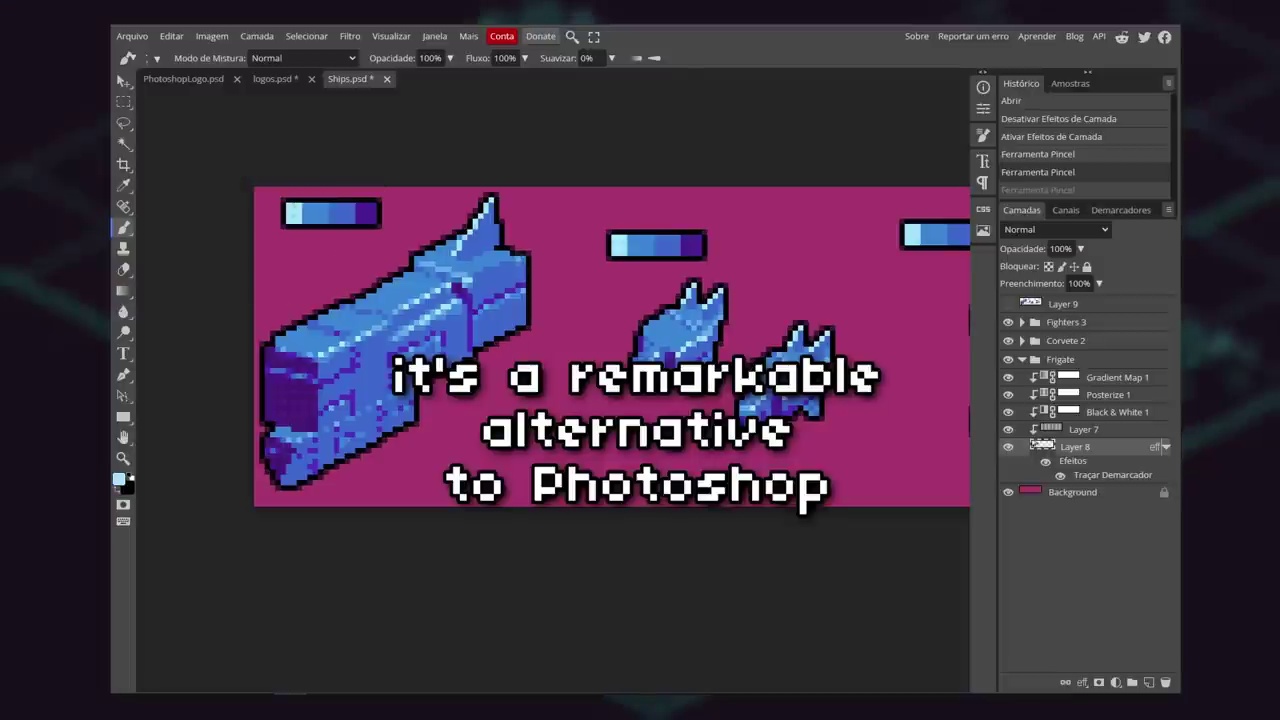 Arquivo Editar Imagem Camada Selecionar Filtro Visualizar Janela Mais Conta Donate
Sobre Reportar um erro Aprender Blog API
Modo de Mistura: Normal Opacidade: 100% Fluxo: 100% Suavizar: 0%
PhotoshopLogo.psd logos.psd * Ships.psd *
Histórico Amostras
Abrir
Desativar Efeitos de Camada
Ativar Efeitos de Camada
Ferramenta Pincel
Ferramenta Pincel
Ferramenta Pincel
CSS
Camadas Canais Demarcadores
Normal
Opacidade: 100%
Bloquear:
Preenchimento: 100%
Layer 9
Fighters 3
Corvete 2
Frigate
Gradient Map 1
Posterize 1
Black & White 1
Layer 7
Layer 8 eff
Efeitos
Traçar Demarcador
Background
it's a remarkable
alternative
to Photoshop
eff